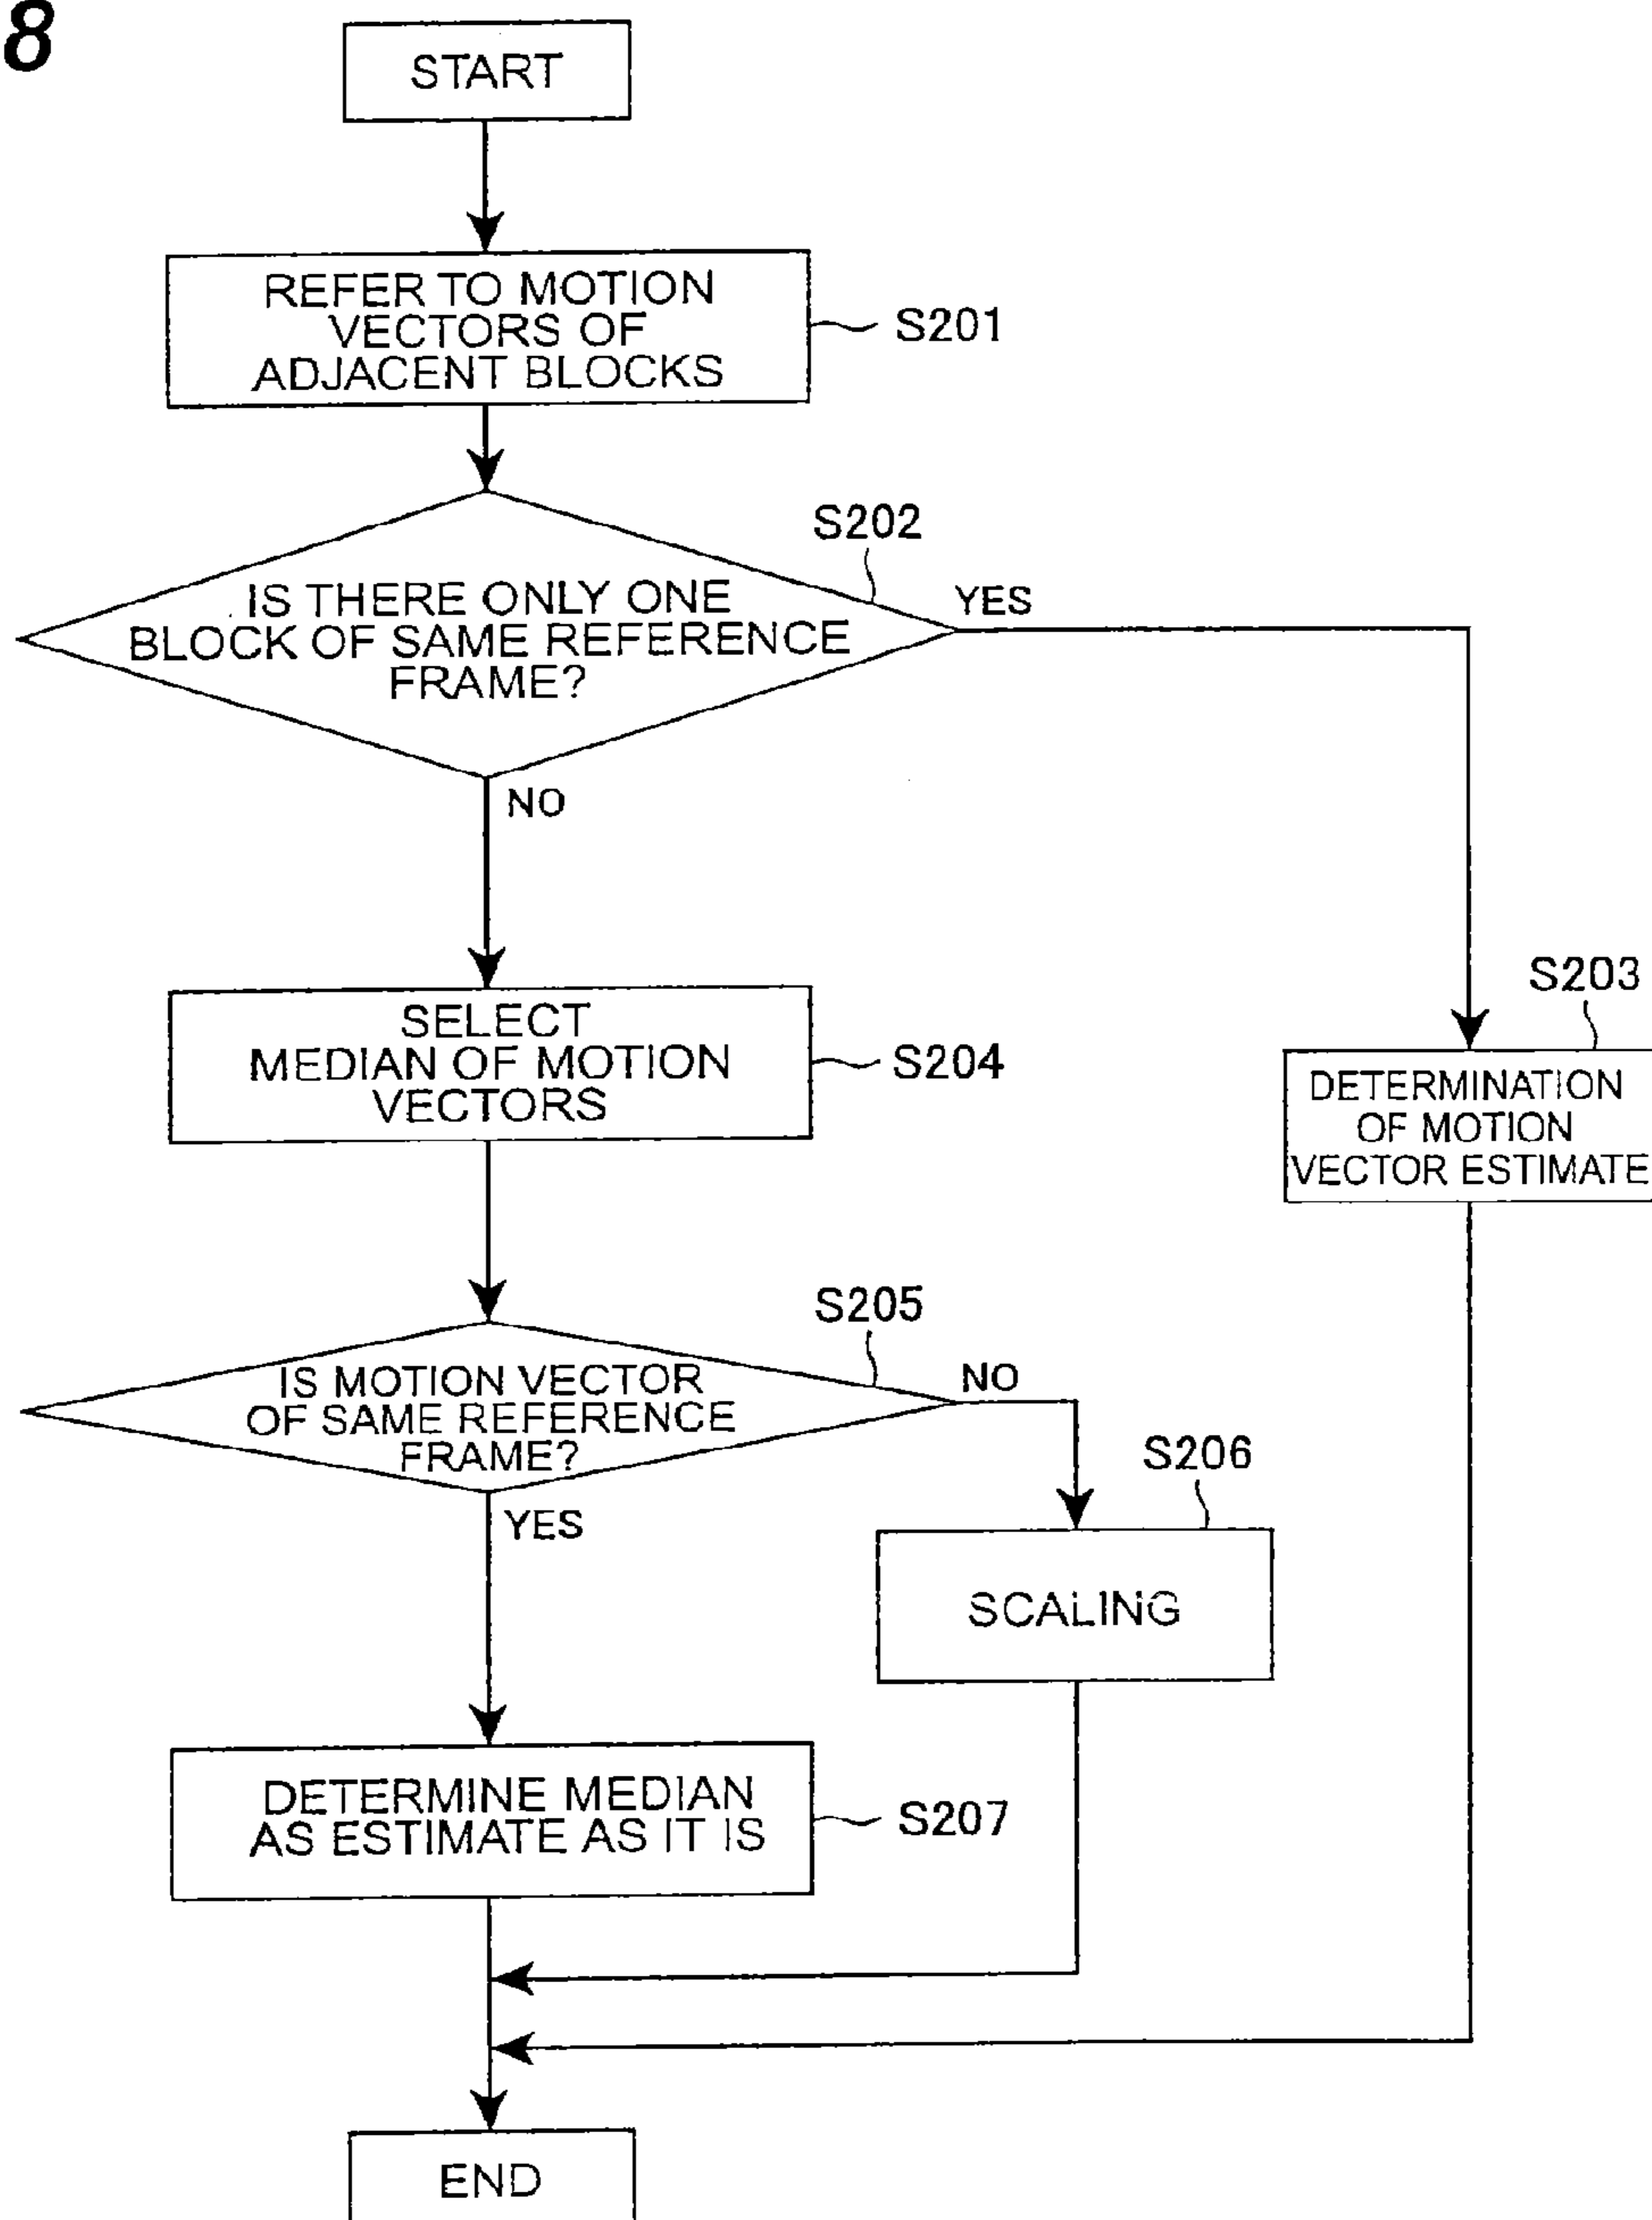 8
START
REFER TO MOTION
VECTORS OF
ADJACENT BLOCKS
S201
S202
IS THERE ONLY ONE
BLOCK OF SAME REFERENCE
FRAME?
YES
NO
S203
DETERMINATION
OF MOTION
VECTOR ESTIMATE
SELECT
MEDIAN OF MOTION
VECTORS
S204
S205
IS MOTION VECTOR
OF SAME REFERENCE
FRAME?
NO
YES
S206
SCALING
DETERMINE MEDIAN
AS ESTIMATE AS IT IS
S207
END